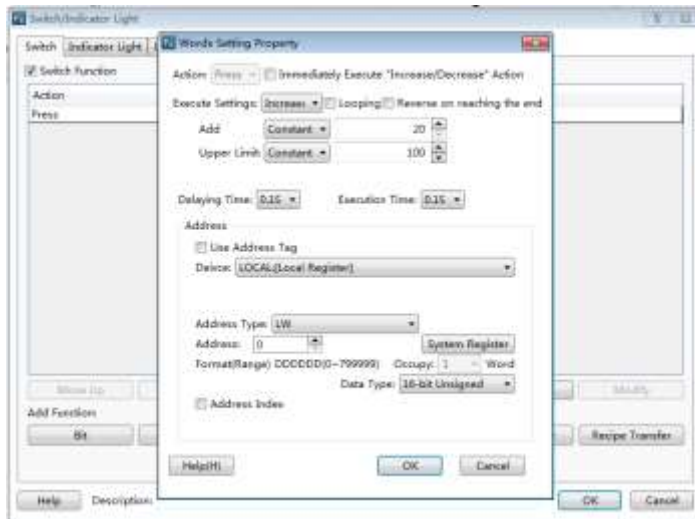 Switch/Indicator Light
Switch Indicator Light
Switch Function
Action
Press
Words Setting Property
Action: Press Immediately Execute "Increase/Decrease" Action
Execute Settings: Increase Looping Reverse on reaching the end
Add Constant 20
Upper Limit Constant 100
Delaying Time: 0.1S Execution Time: 0.1S
Address
Use Address Tag
Deivce: LOCAL:[Local Register]
Address Type: LW
Address: 0 System Register
Format(Range) DDDDDD(0~799999) Occupy: 1 Word
Data Type: 16-bit Unsigned
Address Index
Move Up Modify
Add Function
Bit Recipe Transfer
Help(H) OK Cancel
Help Description: OK Cancel